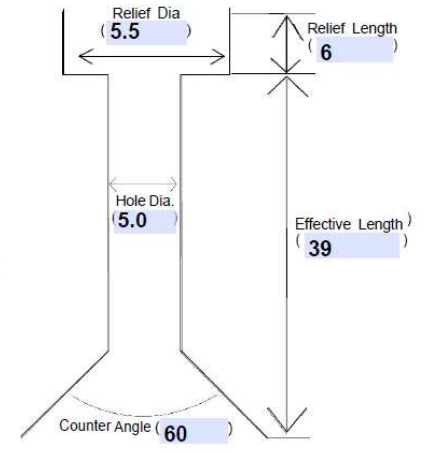 Relief Dia
( 5.5 )
Relief Length
( 6 )
Hole Dia.
( 5.0 )
Effective Length )
( 39 )
Counter Angle ( 60 )